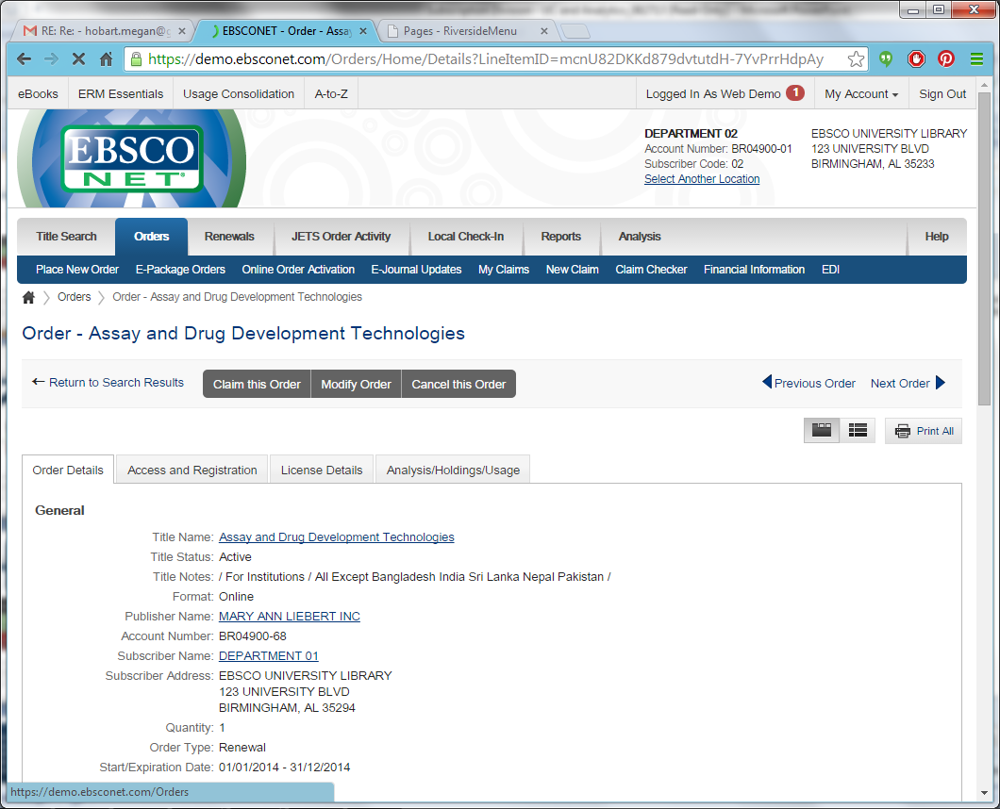 RE: Re: - hobart.megan@g
EBSCONET - Order - Assay
Pages - RiversideMenu
https://demo.ebsconet.com/Orders/Home/Details?LineItemID=mcnU82DKKd879dvtutdH-7YvPrrHdpAy
eBooks ERM Essentials Usage Consolidation A-to-Z Logged In As Web Demo 1 My Account Sign Out
EBSCO
NET
DEPARTMENT 02
Account Number: BR04900-01
Subscriber Code: 02
Select Another Location
EBSCO UNIVERSITY LIBRARY
123 UNIVERSITY BLVD
BIRMINGHAM, AL 35233
Title Search Orders Renewals JETS Order Activity Local Check-In Reports Analysis Help
Place New Order E-Package Orders Online Order Activation E-Journal Updates My Claims New Claim Claim Checker Financial Information EDI
Orders Order - Assay and Drug Development Technologies
Order - Assay and Drug Development Technologies
Return to Search Results Claim this Order Modify Order Cancel this Order Previous Order Next Order
Print All
Order Details Access and Registration License Details Analysis/Holdings/Usage
General
Title Name: Assay and Drug Development Technologies
Title Status: Active
Title Notes: / For Institutions / All Except Bangladesh India Sri Lanka Nepal Pakistan /
Format: Online
Publisher Name: MARY ANN LIEBERT INC
Account Number: BR04900-68
Subscriber Name: DEPARTMENT 01
Subscriber Address: EBSCO UNIVERSITY LIBRARY
123 UNIVERSITY BLVD
BIRMINGHAM, AL 35294
Quantity: 1
Order Type: Renewal
Start/Expiration Date: 01/01/2014 - 31/12/2014
https://demo.ebsconet.com/Orders